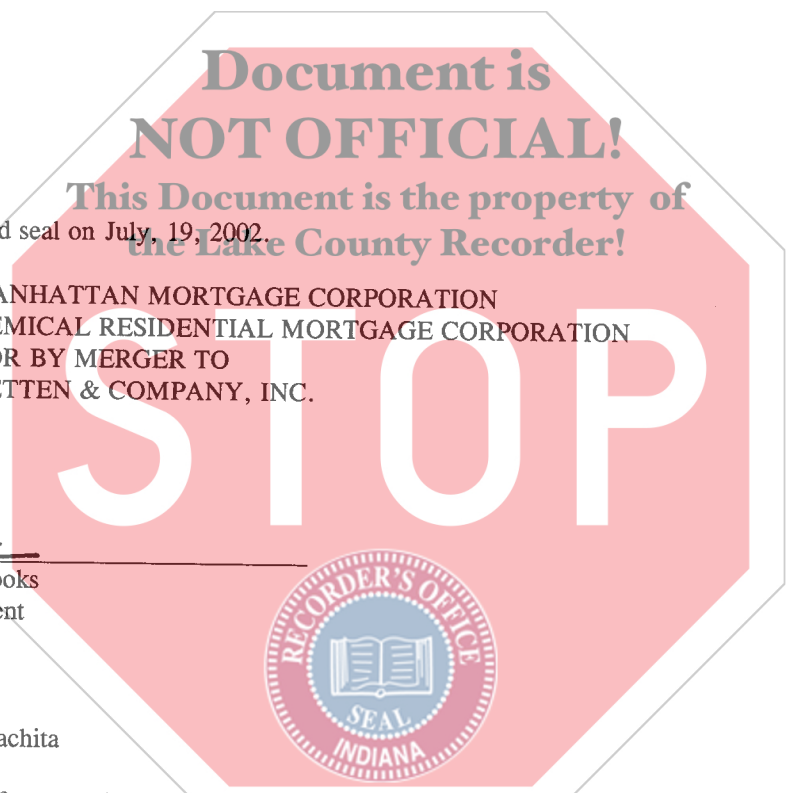 Document is
NOT OFFICIAL!
This Document is the property of
the Lake County Recorder!
d seal on July, 19, 2002.
ANHATTAN MORTGAGE CORPORATION
EMICAL RESIDENTIAL MORTGAGE CORPORATION
OR BY MERGER TO
ETTEN & COMPANY, INC.
STOP
ooks
ent
RECORDER'S OFFICE
SEAL
INDIANA
achita